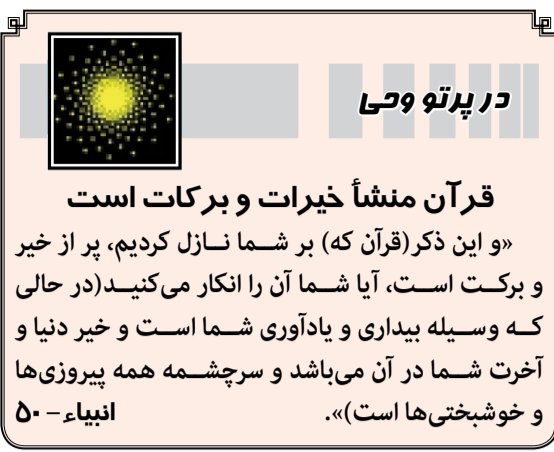 در پرتو وحی
قرآن منشأ خیرات و برکات است
«و این ذکر(قرآن که) بر شما نازل کردیم، پر از خیر
و برکت است، آیا شما آن را انکار می‌کنید(در حالی
که وسیله بیداری و یادآوری شما است و خیر دنیا و
آخرت شما در آن می‌باشد و سرچشمه همه پیروزی‌ها
و خوشبختی‌ها است)». انبیاء – ۵۰